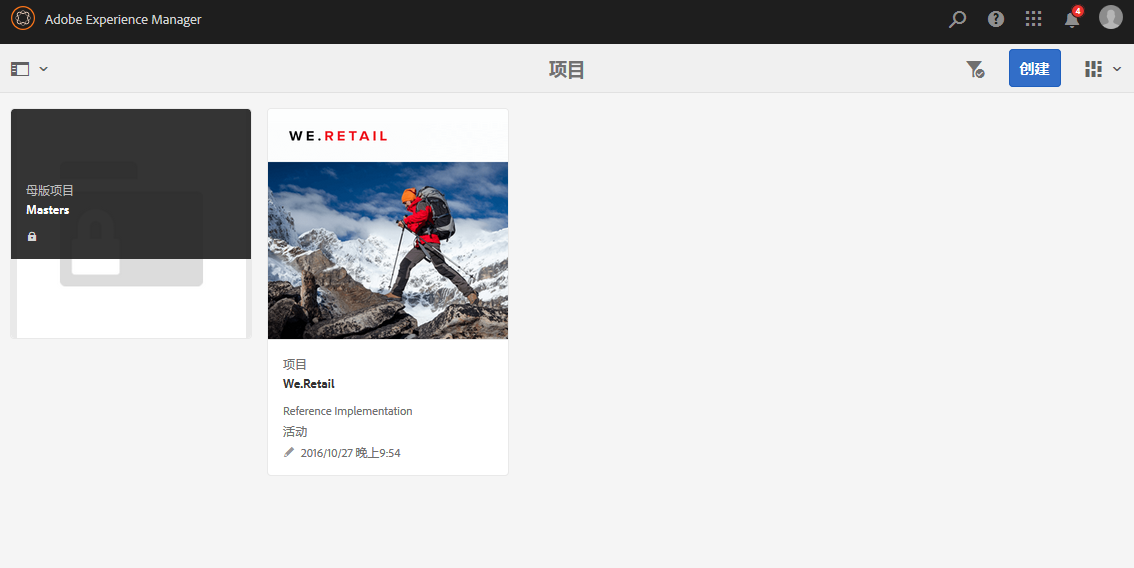 Adobe Experience Manager
4
项目
创建
母版项目
Masters
WE.RETAIL
项目
We.Retail
Reference Implementation
活动
2016/10/27 晚上9:54